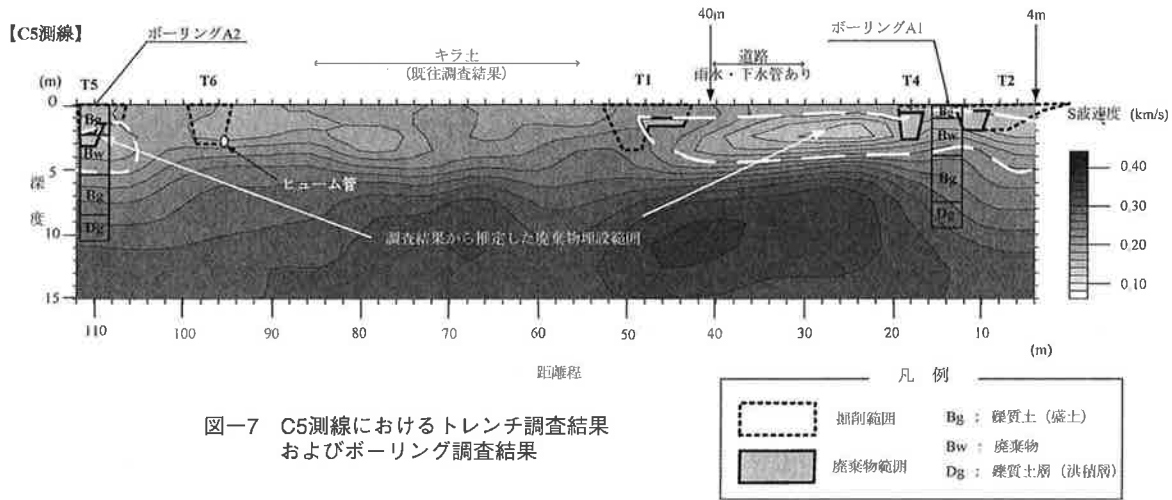 【C5測線】
ボーリングA2
キラ土
(既往調査結果)
40m
道路
雨水・下水管あり
ボーリングA1
4m
(m)
T5
T6
T1
T4
T2
S波速度 (km/s)
0
5
10
15
深度
Bg
Bw
Bg
Dg
Bg
Bw
Bg
Dg
ヒューム管
調査結果から推定した廃棄物埋設範囲
0.40
0.30
0.20
0.10
110
100
90
80
70
60
50
40
30
20
10
(m)
距離程
図―7 C5測線におけるトレンチ調査結果
およびボーリング調査結果
凡 例
掘削範囲
廃棄物範囲
Bg : 礫質土 (盛土)
Bw : 廃棄物
Dg : 礫質土層 (洪積層)